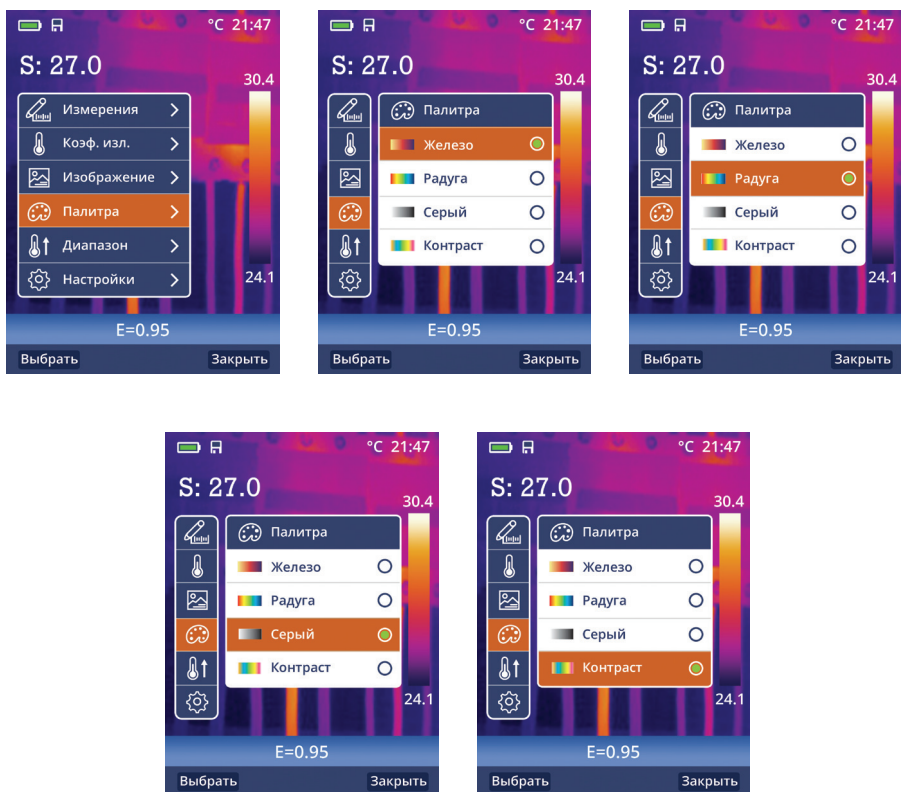 °C 21:47
S: 27.0
30.4
Измерения
Коэф. изл.
Изображение
Палитра
Диапазон
Настройки
24.1
E=0.95
Выбрать Закрыть
°C 21:47
S: 27.0
30.4
Палитра
Железо
Радуга
Серый
Контраст
24.1
E=0.95
Выбрать Закрыть
°C 21:47
S: 27.0
30.4
Палитра
Железо
Радуга
Серый
Контраст
24.1
E=0.95
Выбрать Закрыть
°C 21:47
S: 27.0
30.4
Палитра
Железо
Радуга
Серый
Контраст
24.1
E=0.95
Выбрать Закрыть
°C 21:47
S: 27.0
30.4
Палитра
Железо
Радуга
Серый
Контраст
24.1
E=0.95
Выбрать Закрыть